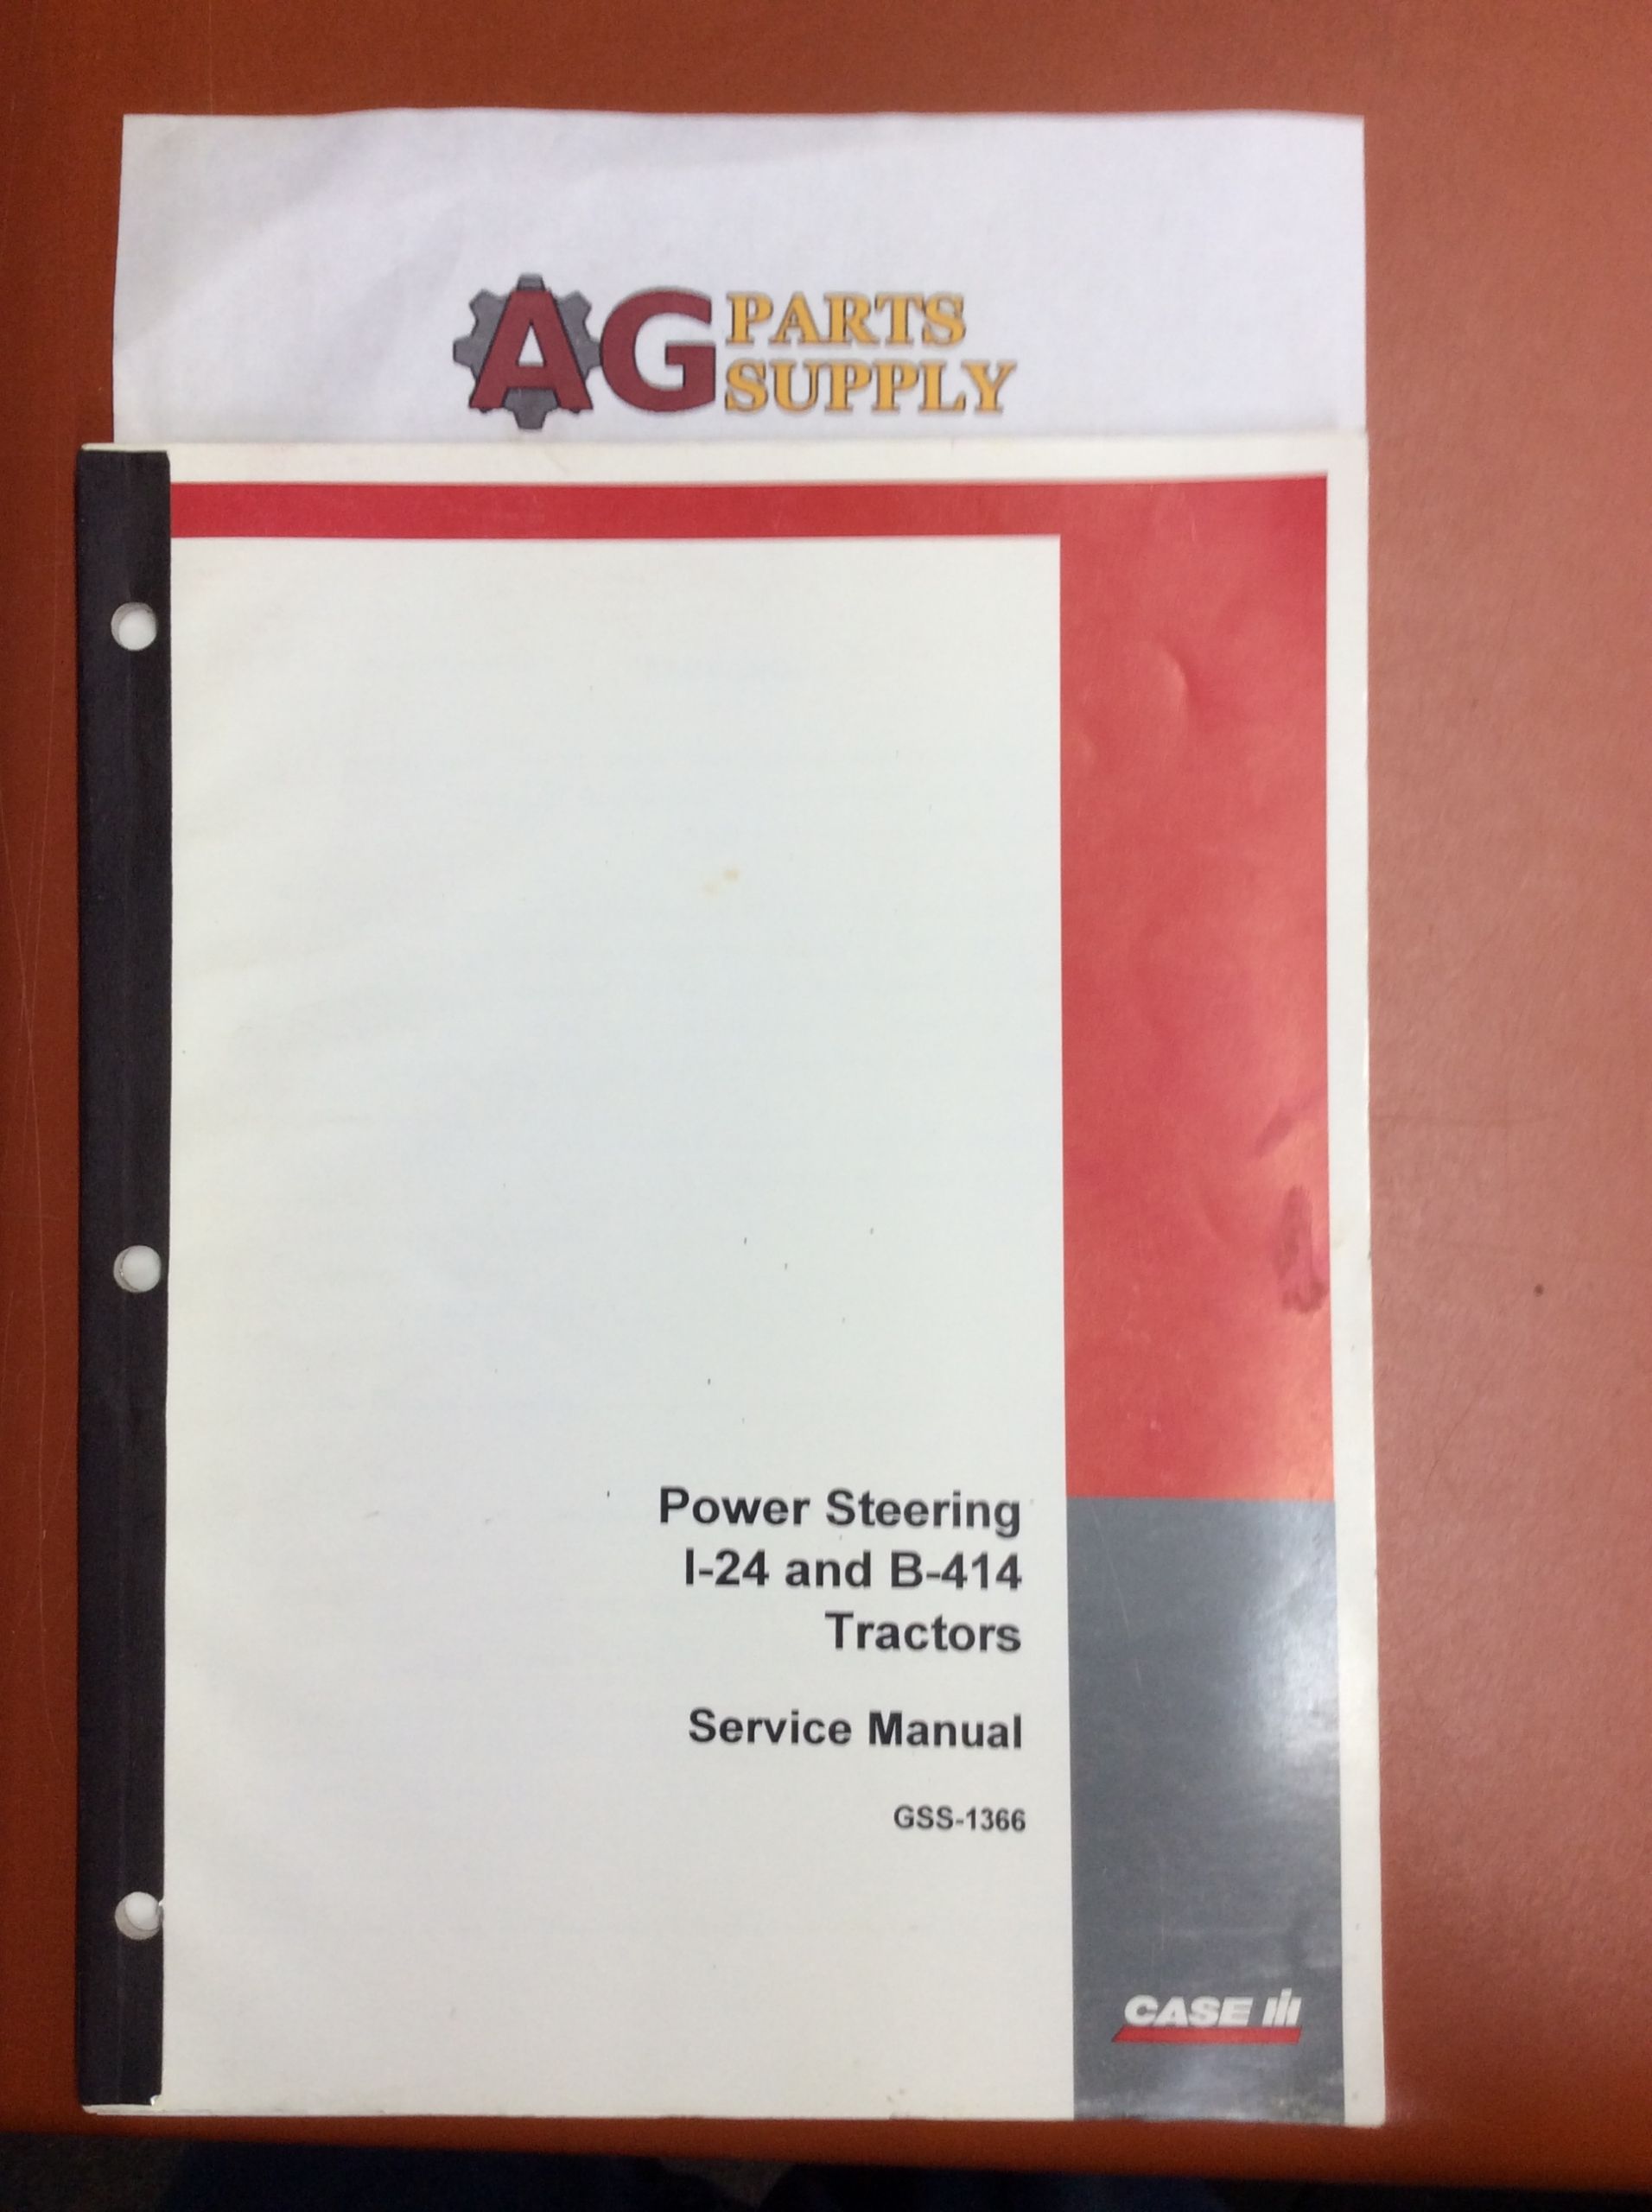 AG PARTS
SUPPLY
Power Steering
I-24 and B-414
Tractors
Service Manual
GSS-1366
CASE IH